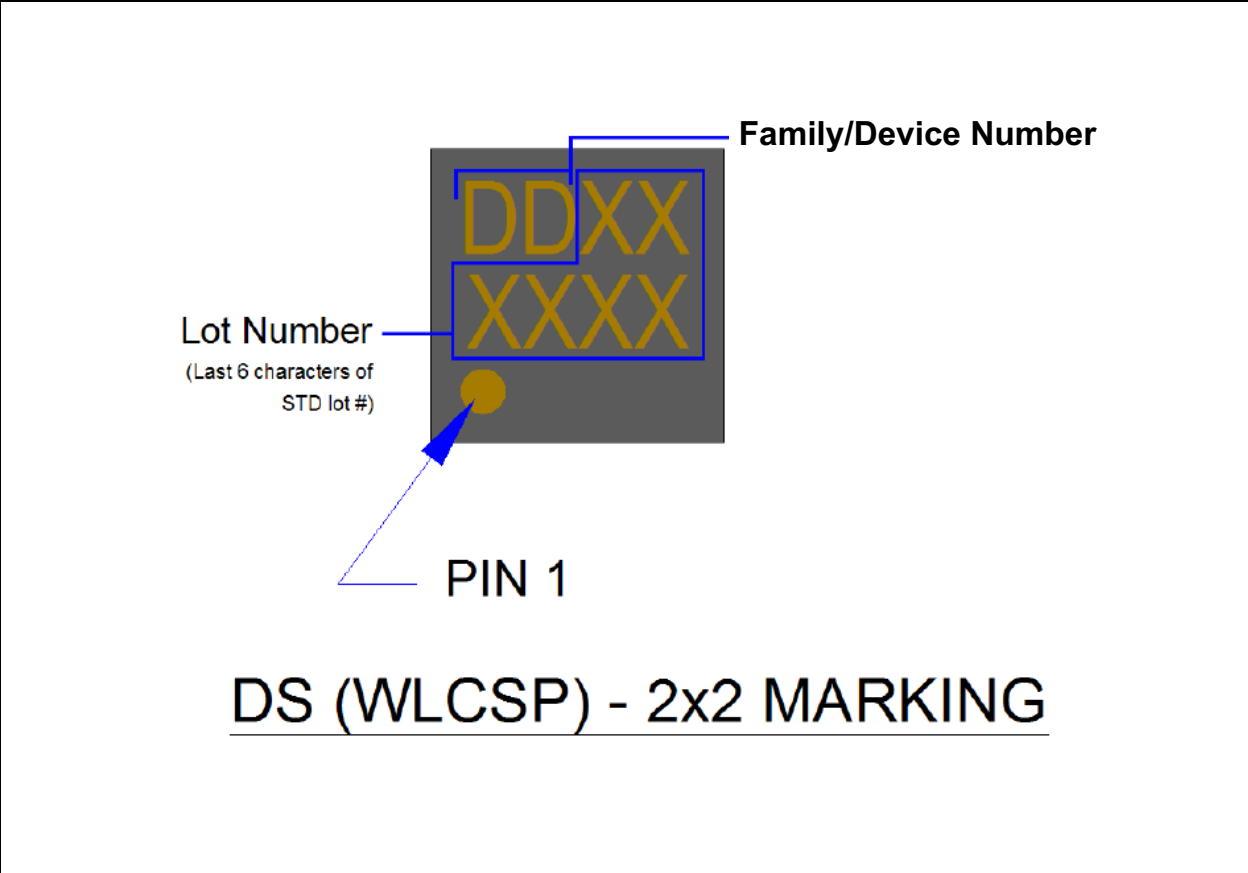 Family/Device Number
DDXX
XXXX
Lot Number
(Last 6 characters of
STD lot #)
PIN 1
DS (WLCSP) - 2x2 MARKING